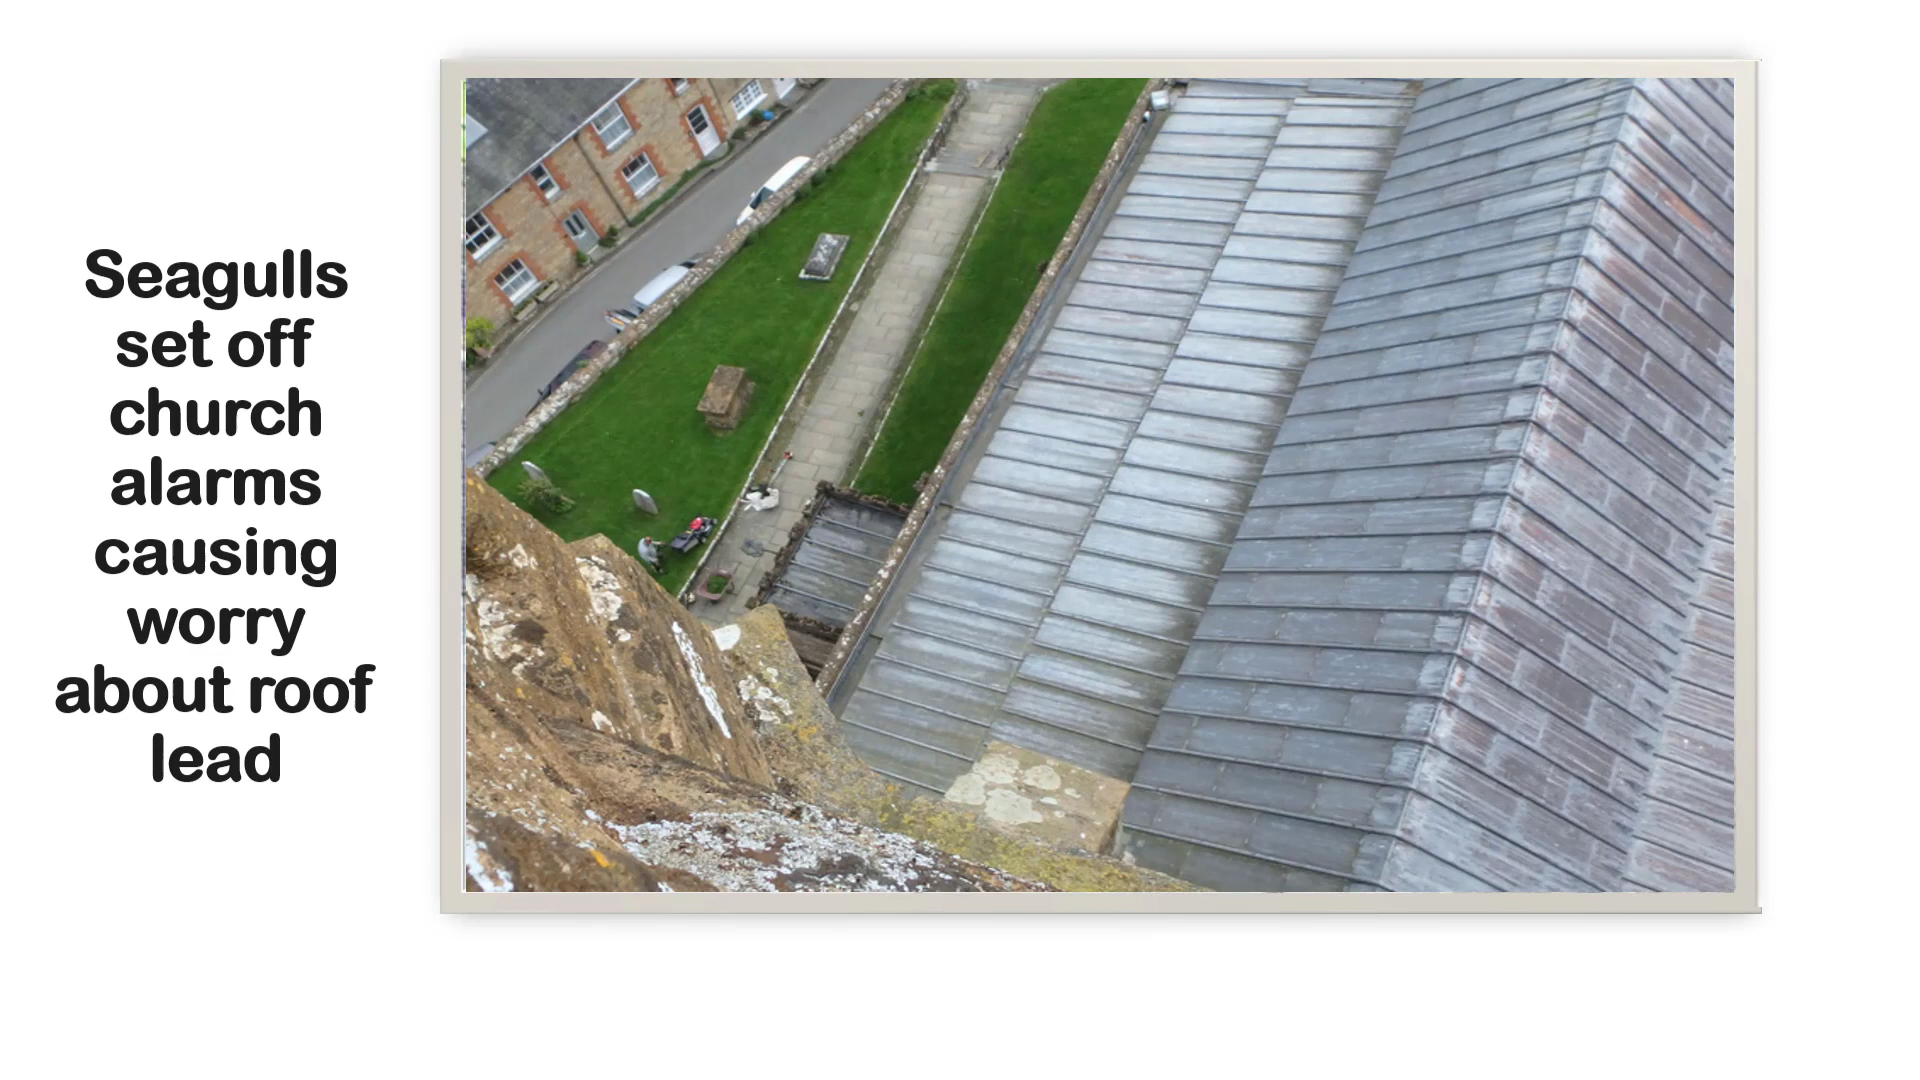 Seagulls
set off
church
alarms
causing
worry
about roof
lead